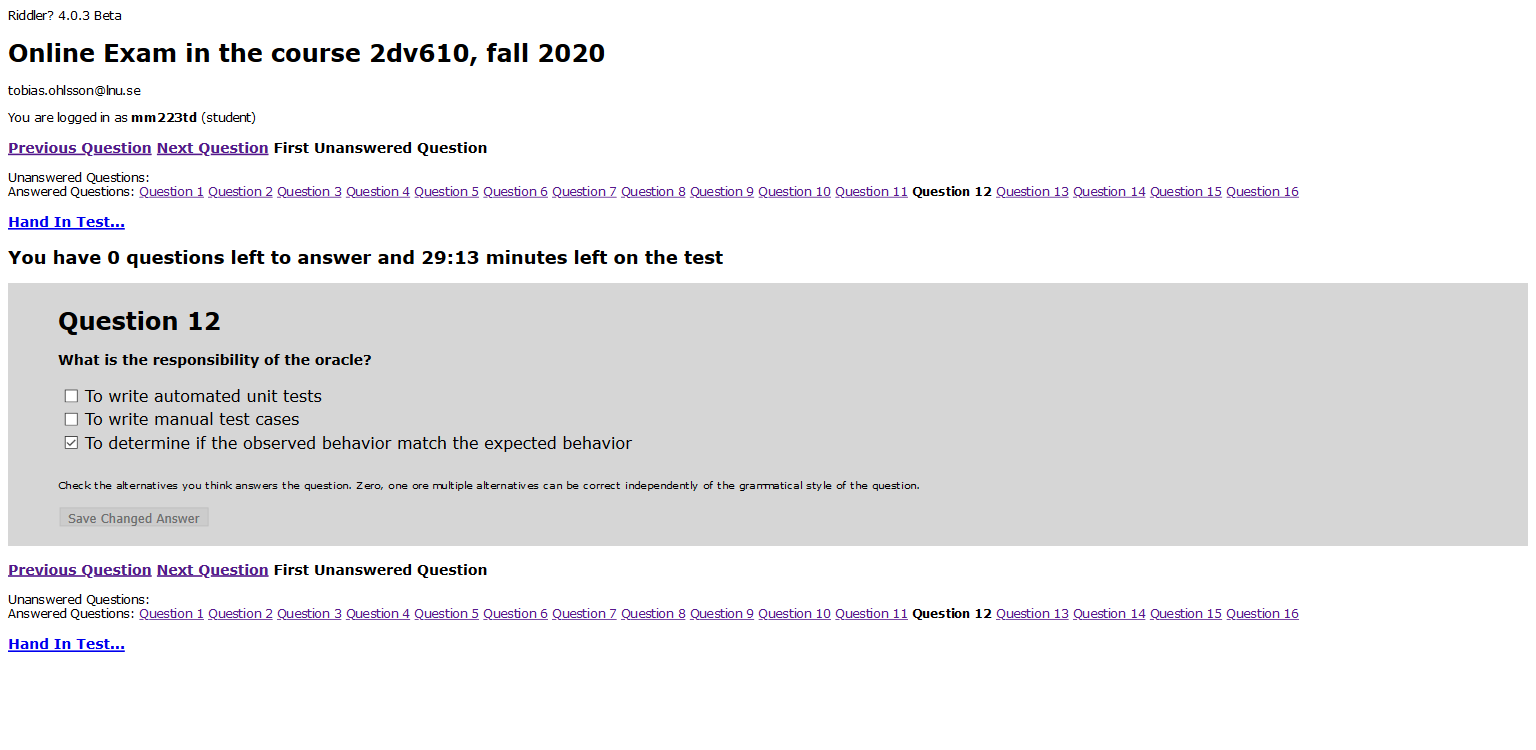 Riddler? 4.0.3 Beta
Online Exam in the course 2dv610, fall 2020
tobias.ohlsson@lnu.se
You are logged in as mm223td (student)
Previous Question Next Question First Unanswered Question
Unanswered Questions:
Answered Questions: Question 1 Question 2 Question 3 Question 4 Question 5 Question 6 Question 7 Question 8 Question 9 Question 10 Question 11 Question 12 Question 13 Question 14 Question 15 Question 16
Hand In Test...
You have 0 questions left to answer and 29:13 minutes left on the test
Question 12
What is the responsibility of the oracle?
To write automated unit tests
To write manual test cases
To determine if the observed behavior match the expected behavior
Check the alternatives you think answers the question. Zero, one ore multiple alternatives can be correct independently of the grammatical style of the question.
Save Changed Answer
Previous Question Next Question First Unanswered Question
Unanswered Questions:
Answered Questions: Question 1 Question 2 Question 3 Question 4 Question 5 Question 6 Question 7 Question 8 Question 9 Question 10 Question 11 Question 12 Question 13 Question 14 Question 15 Question 16
Hand In Test...